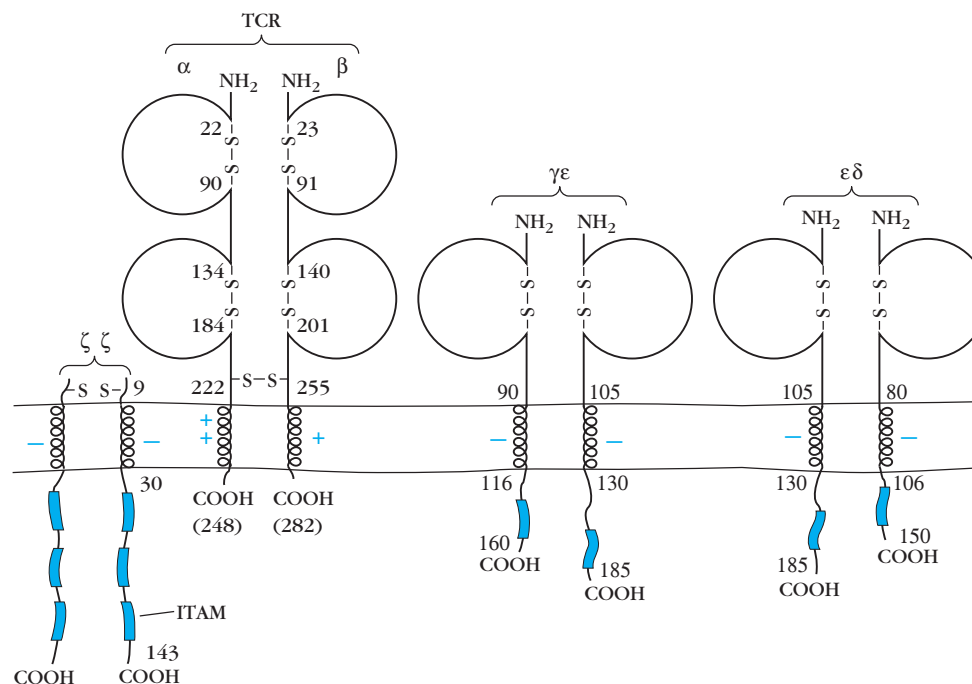 TCR
α β
NH₂ NH₂
22 S S 23
S S
90 91
γε εδ
NH₂ NH₂ NH₂ NH₂
134 S S 140 S S S S
S S S S S S
184 201
ζ ζ
S S 9 222 S S 255 90 105 105 80
− − + + + − − − −
30 COOH COOH 116 130 130 106
(248) (282)
160 COOH 185 COOH 185 COOH 150 COOH
ITAM
143
COOH COOH